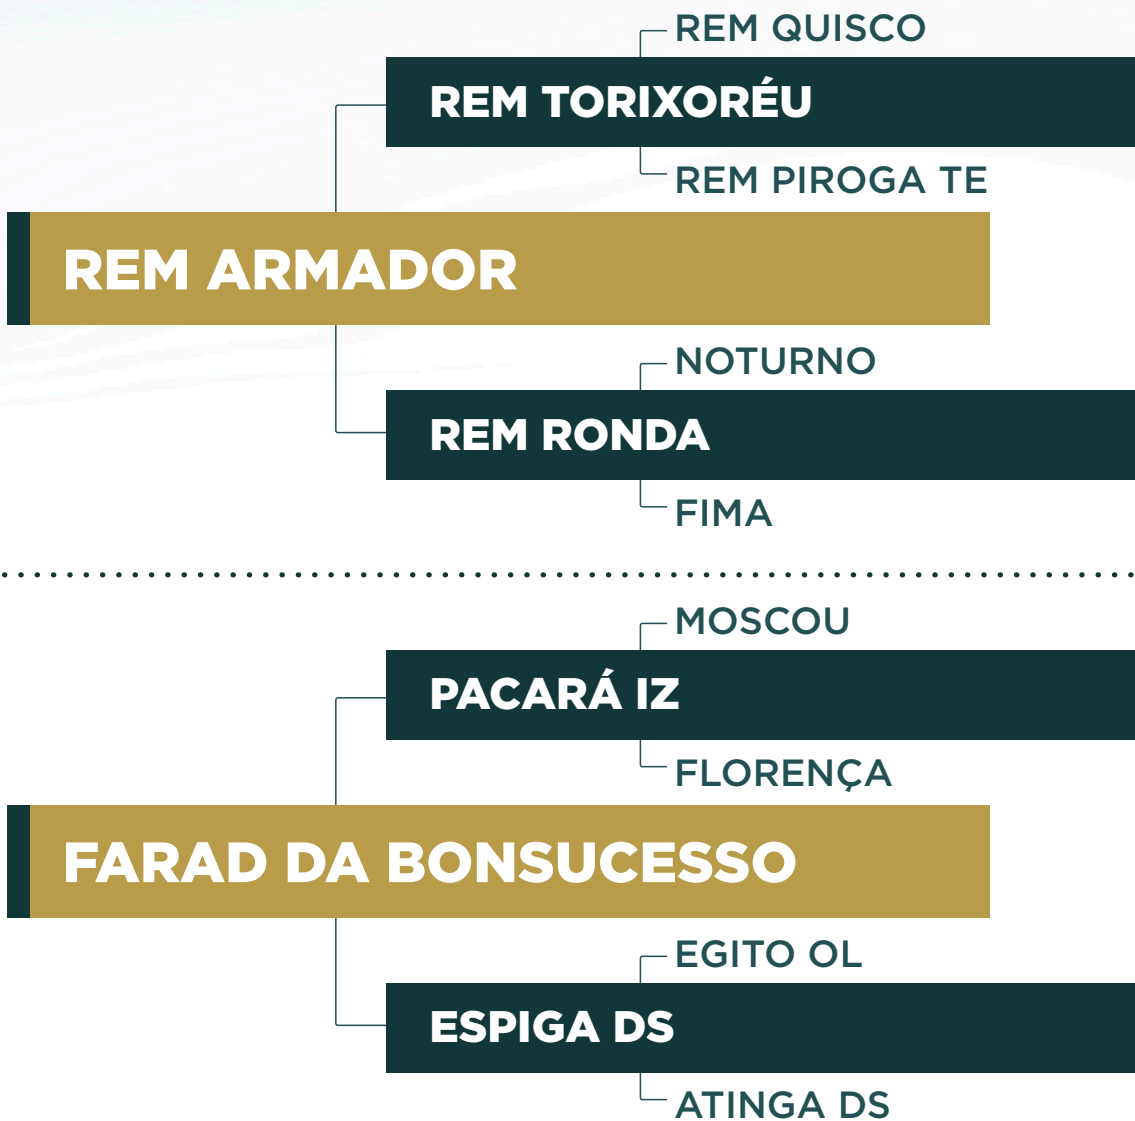 REM QUISCO
REM TORIXORÉU
REM PIROGA TE
REM ARMADOR
NOTURNO
REM RONDA
FIMA
MOSCOU
PACARÁ IZ
FLORENÇA
FARAD DA BONSUCESSO
EGITO OL
ESPIGA DS
ATINGA DS